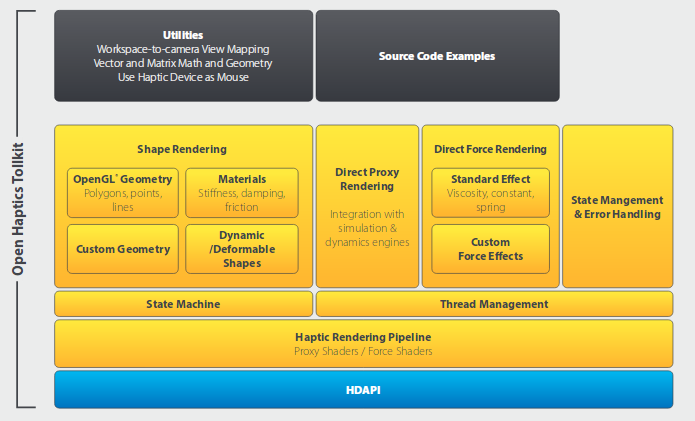 Open Haptics Tollkit
Utilities
Workspace-to-camera View Mapping
Vector and Matrix Math and Geometry
Use Haptic Device as Mouse
Source Code Examples
Shape Rendering
OpenGL* Geometry
Polygons, points,
lines
Materials
Stiffness, damping,
friction
Custom Geometry
Dynamic
/Deformable
Shapes
Direct Proxy
Rendering
Integration with
simulation &
dynamics engines
Direct Force Rendering
Standard Effect
Viscosity, constant,
spring
Custom
Force Effects
State Mangement
& Error Handling
State Machine
Thread Management
Haptic Rendering Pipeline
Proxy Shaders / Force Shaders
HDAPI